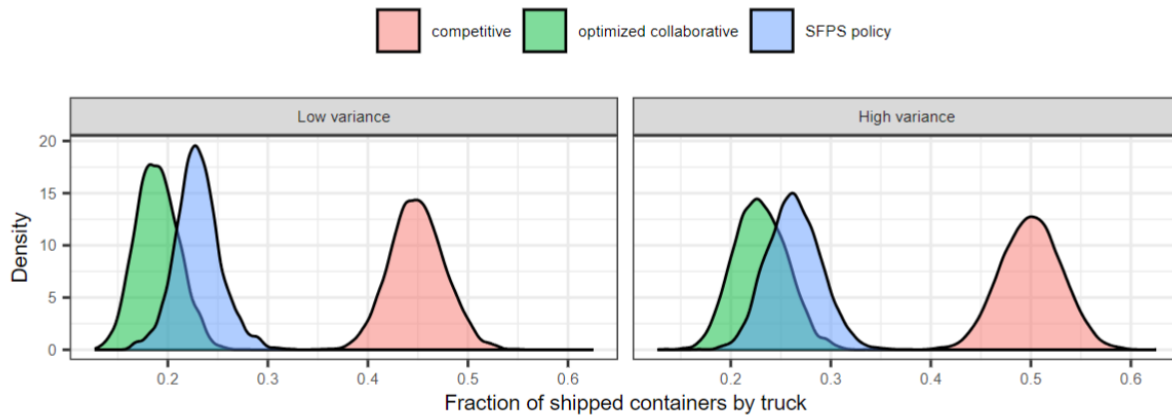 competitive optimized collaborative SFPS policy
Low variance High variance
20
15
10
5
0
Density
0.2 0.3 0.4 0.5 0.6 0.2 0.3 0.4 0.5 0.6
Fraction of shipped containers by truck